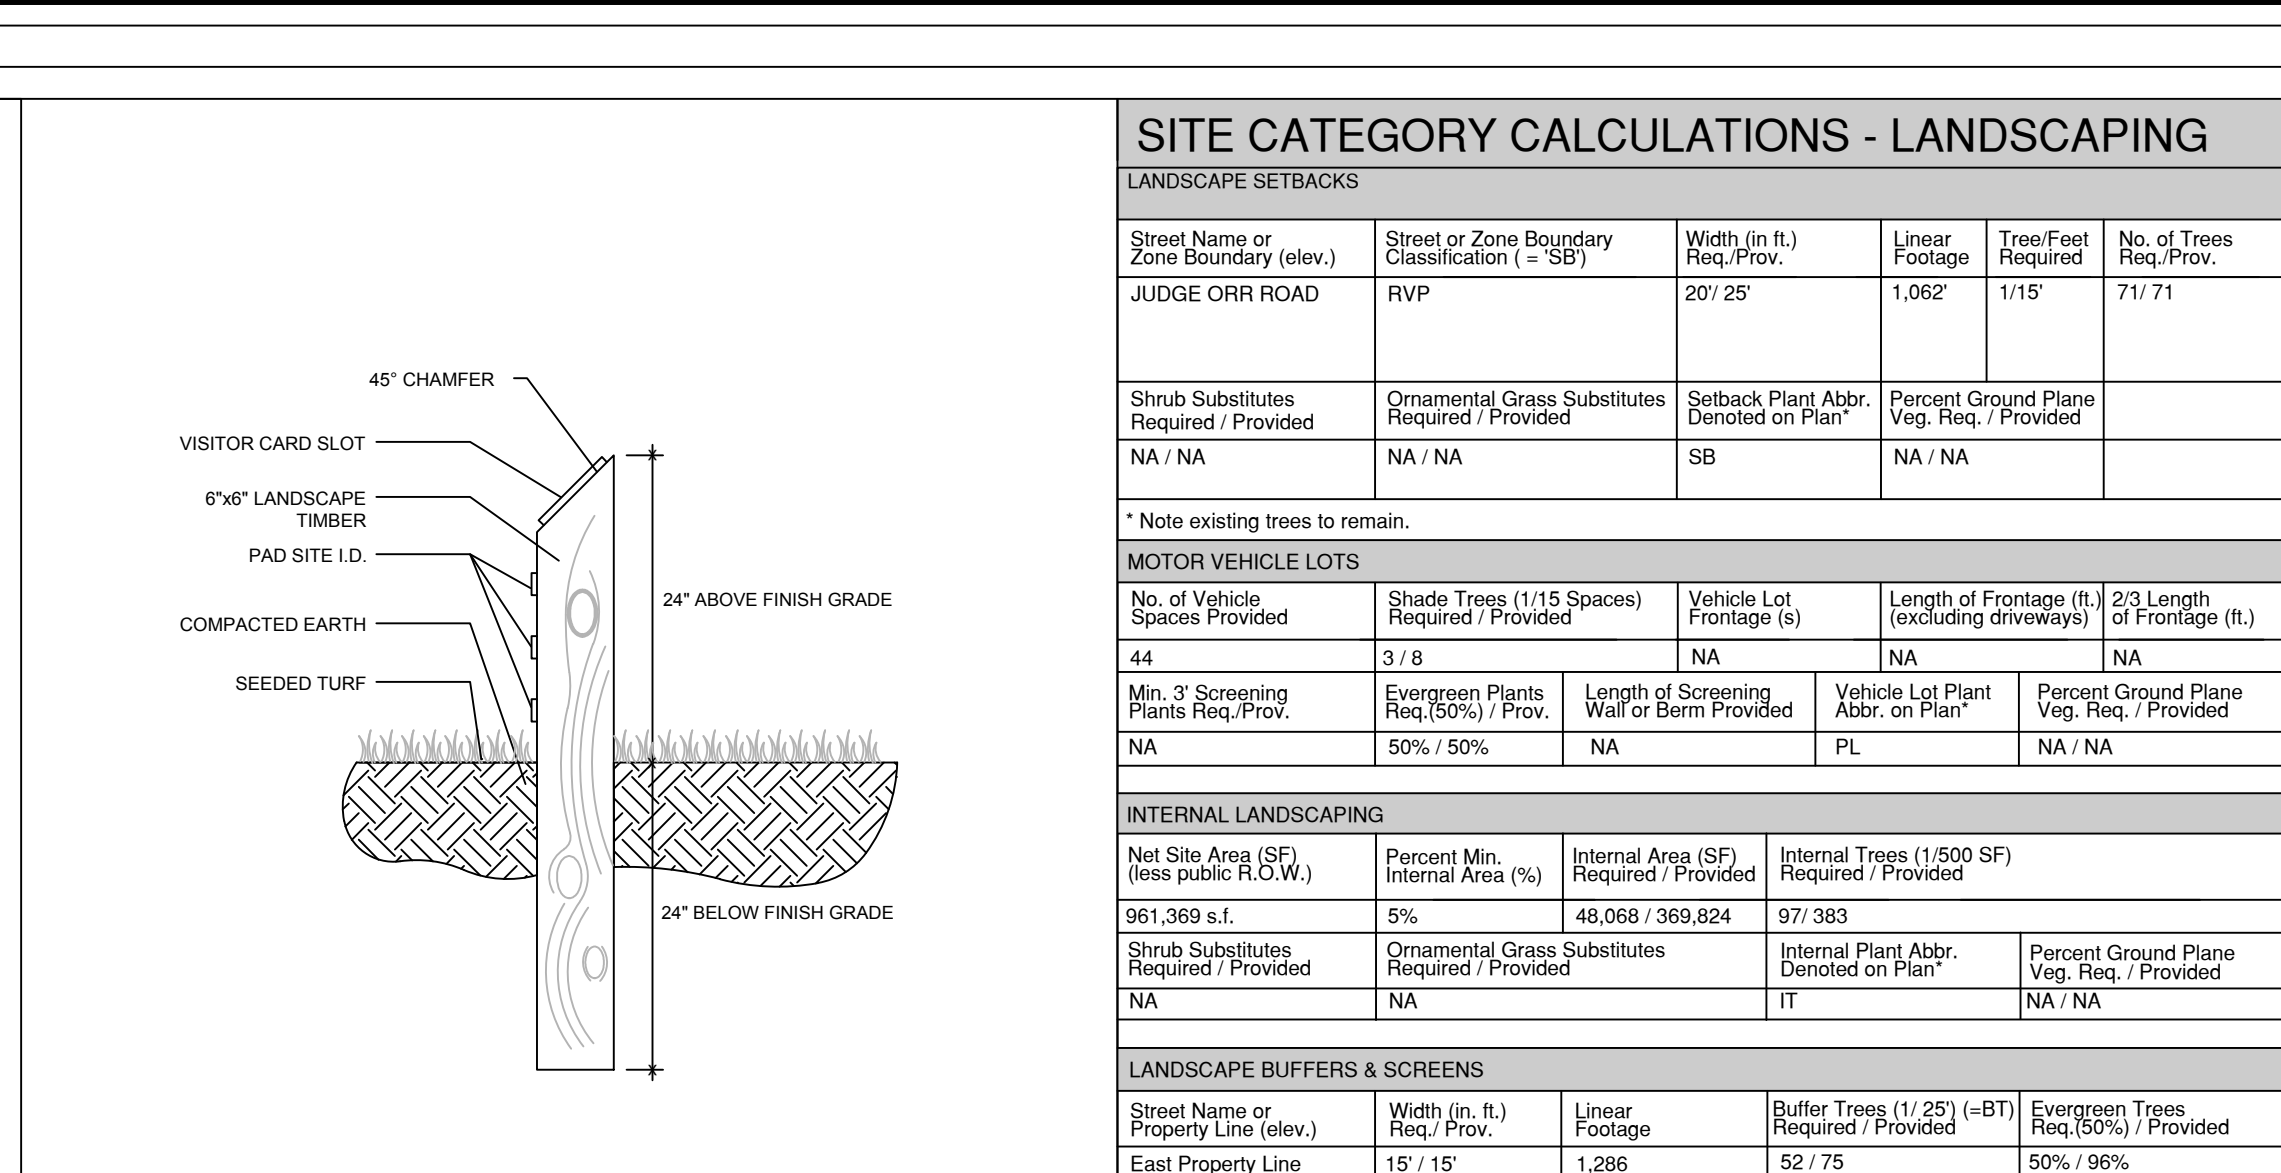 45° CHAMFER
VISITOR CARD SLOT
6"x6" LANDSCAPE
TIMBER
PAD SITE I.D.
COMPACTED EARTH
SEEDED TURF
24" ABOVE FINISH GRADE
24" BELOW FINISH GRADE
SITE CATEGORY CALCULATIONS - LANDSCAPING
LANDSCAPE SETBACKS
Street Name or
Zone Boundary (elev.)
Street or Zone Boundary
Classification ( = 'SB')
Width (in ft.)
Req./Prov.
Linear
Footage
Tree/Feet
Required
No. of Trees
Req./Prov.
JUDGE ORR ROAD
RVP
20'/ 25'
1,062'
1/15'
71/ 71
Shrub Substitutes
Required / Provided
Ornamental Grass Substitutes
Required / Provided
Setback Plant Abbr.
Denoted on Plan*
Percent Ground Plane
Veg. Req. / Provided
NA / NA
NA / NA
SB
NA / NA
* Note existing trees to remain.
MOTOR VEHICLE LOTS
No. of Vehicle
Spaces Provided
Shade Trees (1/15 Spaces)
Required / Provided
Vehicle Lot
Frontage (s)
Length of Frontage (ft.)
(excluding driveways)
2/3 Length
of Frontage (ft.)
44
3 / 8
NA
NA
NA
Min. 3' Screening
Plants Req./Prov.
Evergreen Plants
Req.(50%) / Prov.
Length of Screening
Wall or Berm Provided
Vehicle Lot Plant
Abbr. on Plan*
Percent Ground Plane
Veg. Req. / Provided
NA
50% / 50%
NA
PL
NA / NA
INTERNAL LANDSCAPING
Net Site Area (SF)
(less public R.O.W.)
Percent Min.
Internal Area (%)
Internal Area (SF)
Required / Provided
Internal Trees (1/500 SF)
Required / Provided
961,369 s.f.
5%
48,068 / 369,824
97/ 383
Shrub Substitutes
Required / Provided
Ornamental Grass Substitutes
Required / Provided
Internal Plant Abbr.
Denoted on Plan*
Percent Ground Plane
Veg. Req. / Provided
NA
NA
IT
NA / NA
LANDSCAPE BUFFERS & SCREENS
Street Name or
Property Line (elev.)
Width (in. ft.)
Req./ Prov.
Linear
Footage
Buffer Trees (1/ 25') (=BT)
Required / Provided
Evergreen Trees
Req.(50%) / Provided
East Property Line
15' / 15'
1,286
52 / 75
50% / 96%